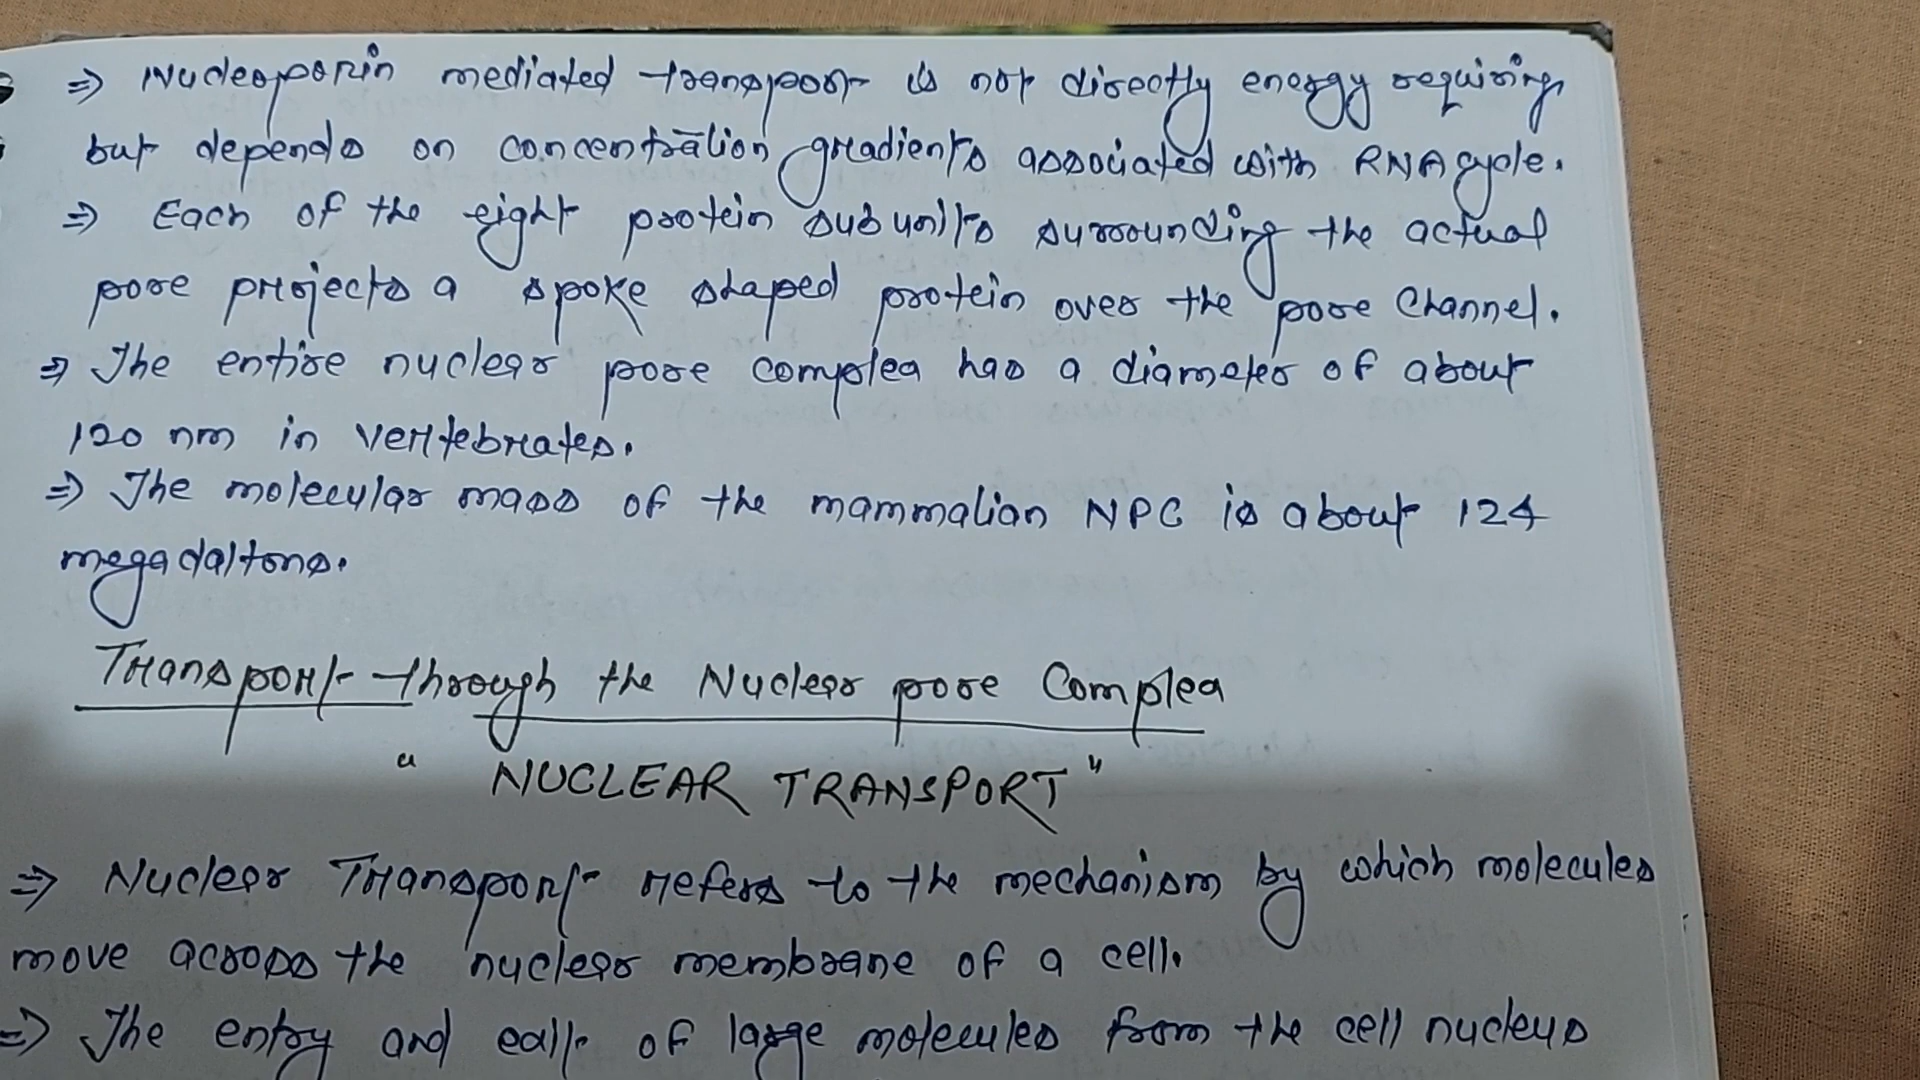 ⇒ Nucleoporin mediated transport is not directly energy requiring
but depends on concentration gradients associated with RNA cycle.
⇒ Each of the eight protein subunits surrounding the actual
pore projects a spoke shaped protein over the pore channel.
⇒ The entire nuclear pore complex has a diameter of about
120 nm in vertebrates.
⇒ The molecular mass of the mammalian NPC is about 124
megadaltons.
Transport through the Nuclear pore Complex
"NUCLEAR TRANSPORT"
⇒ Nuclear Transport refers to the mechanism by which molecules
move across the nuclear membrane of a cell.
⇒ The entry and exit of large molecules from the cell nucleus